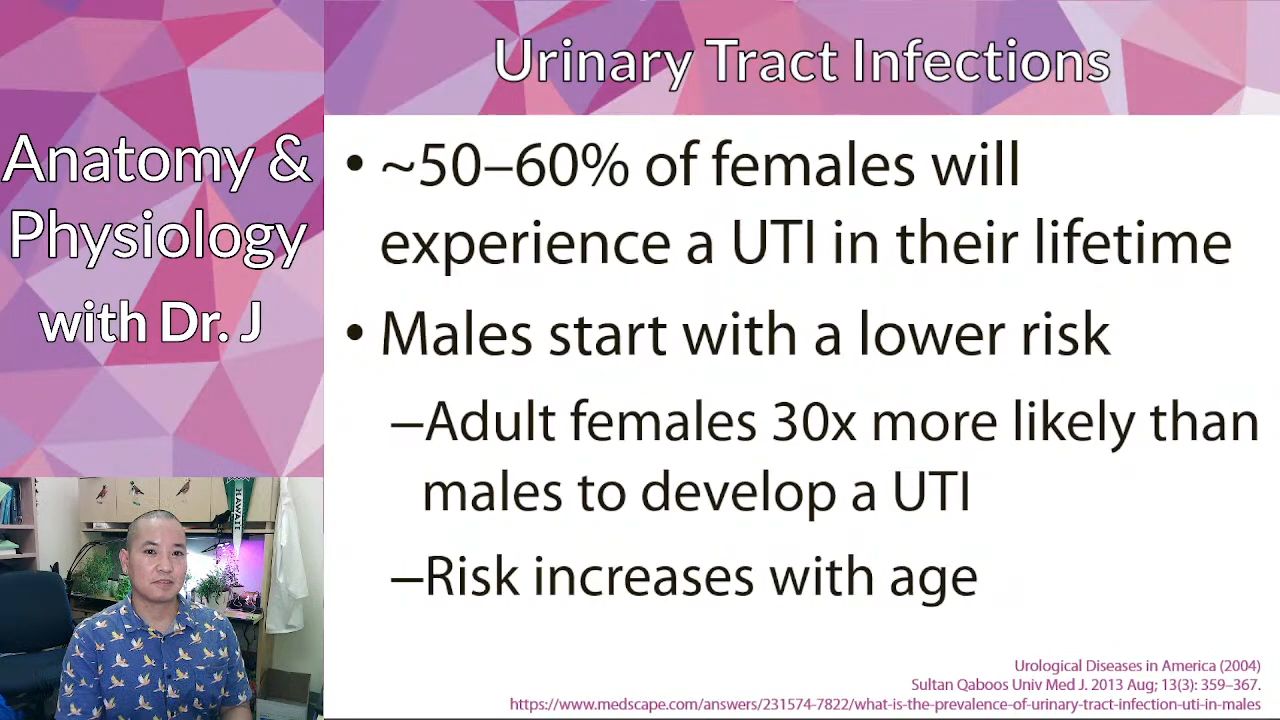 Anatomy &
Physiology
with Dr. J
Urinary Tract Infections
• ~50–60% of females will
experience a UTI in their lifetime
• Males start with a lower risk
–Adult females 30x more likely than
males to develop a UTI
–Risk increases with age
Urological Diseases in America (2004)
Sultan Qaboos Univ Med J. 2013 Aug; 13(3): 359–367.
https://www.medscape.com/answers/231574-7822/what-is-the-prevalence-of-urinary-tract-infection-uti-in-males
HAWAII